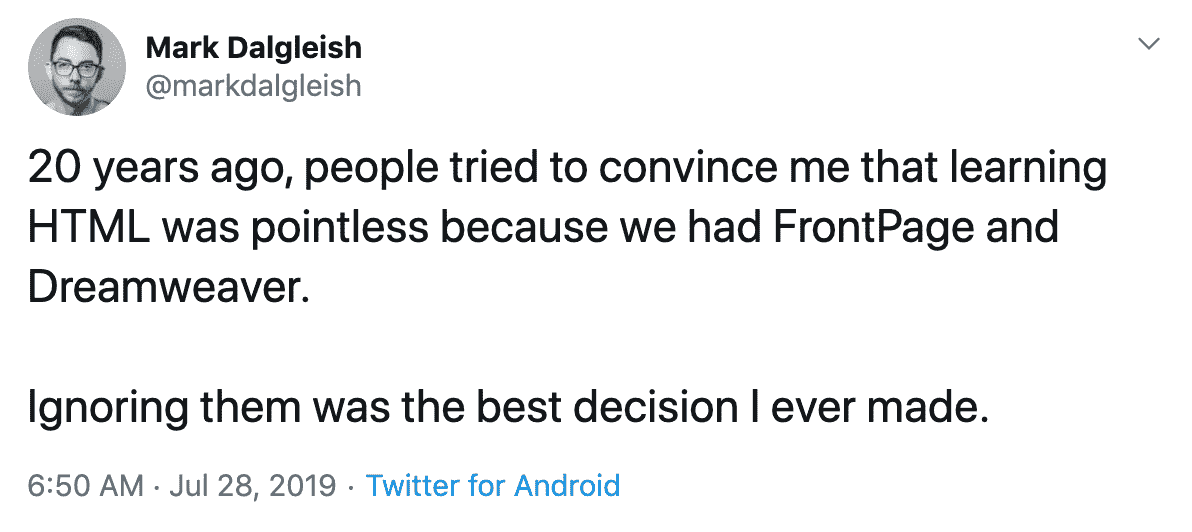 Mark Dalgleish
@markdalgleish
20 years ago, people tried to convince me that learning
HTML was pointless because we had FrontPage and
Dreamweaver.
Ignoring them was the best decision I ever made.
6:50 AM · Jul 28, 2019 · Twitter for Android